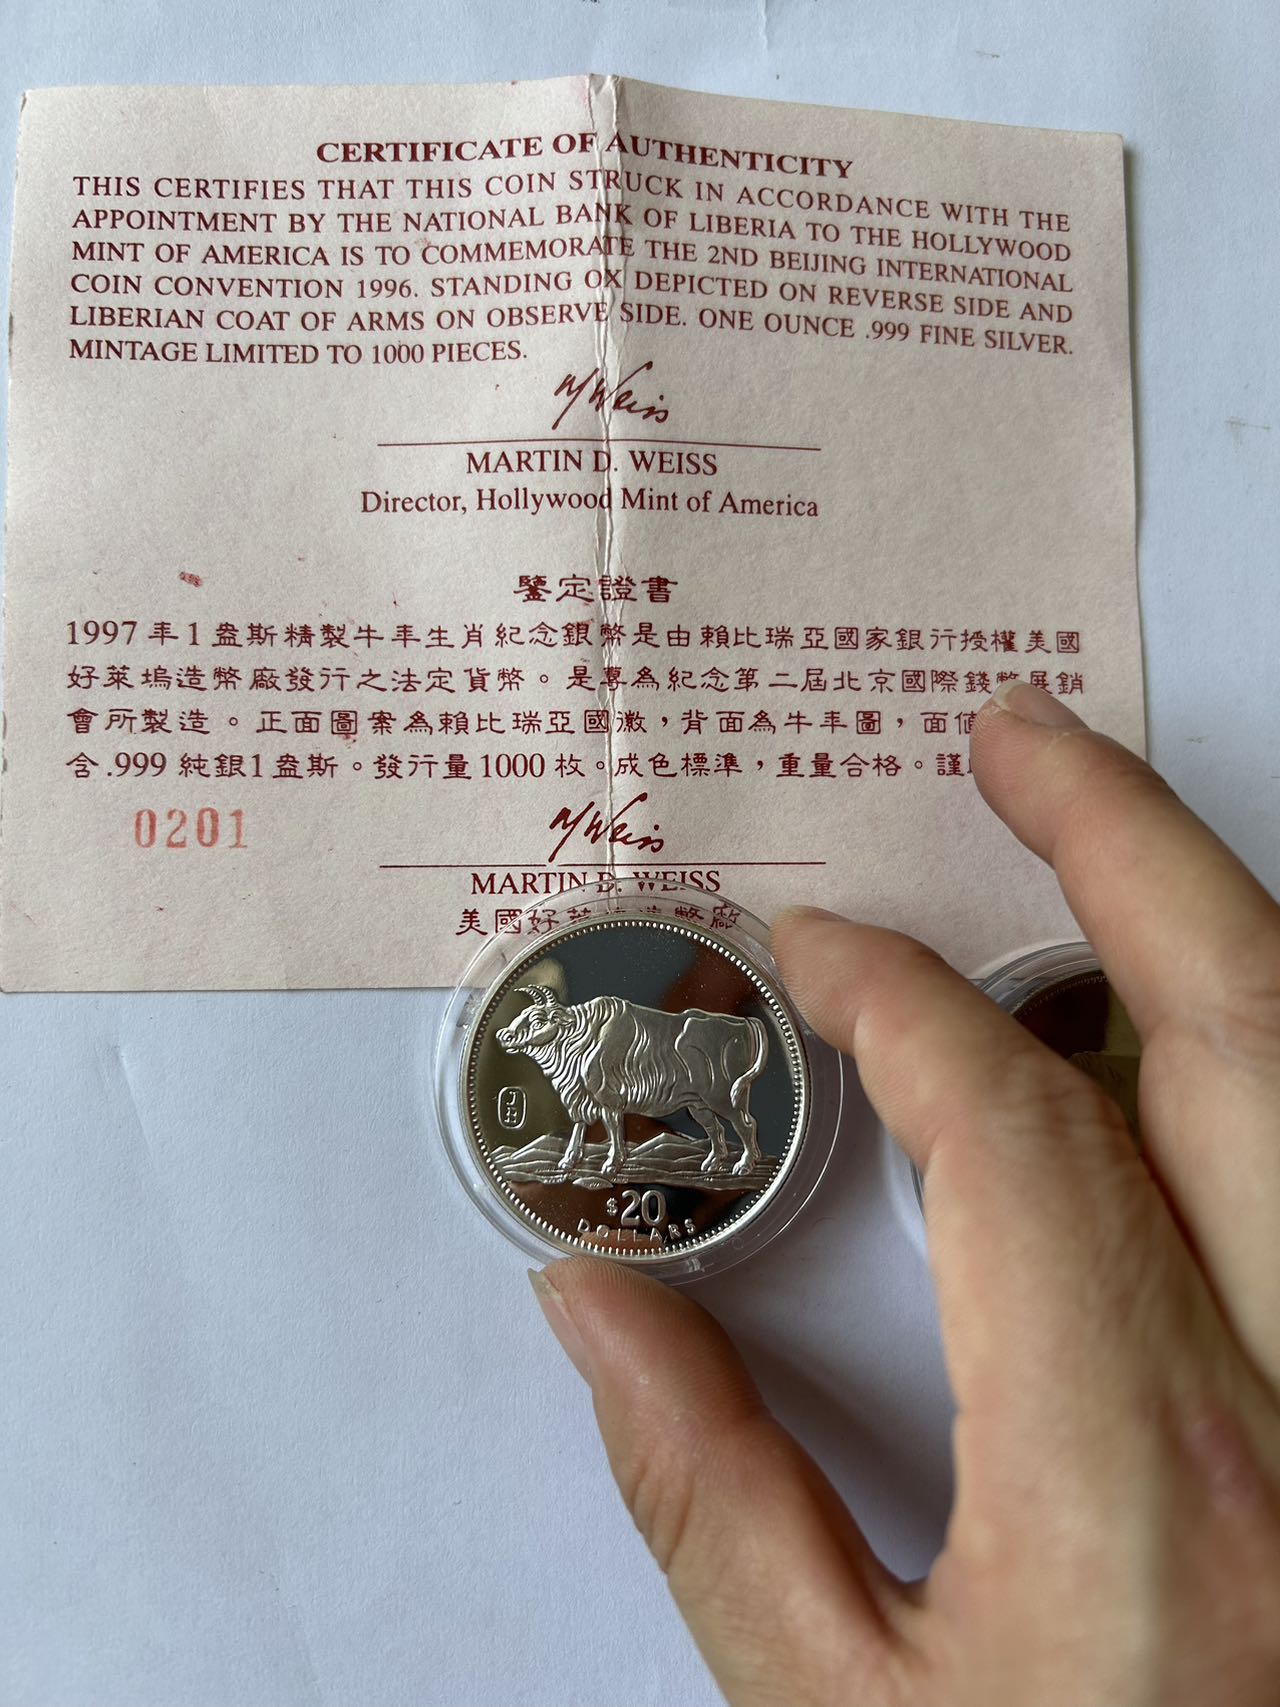 CERTIFICATE OF AUTHENTICITY
THIS CERTIFIES THAT THIS COIN STRUCK IN ACCORDANCE WITH THE
APPOINTMENT BY THE NATIONAL BANK OF LIBERIA TO THE HOLLYWOOD
MINT OF AMERICA IS TO COMMEMORATE THE 2ND BEIJING INTERNATIONAL
COIN CONVENTION 1996. STANDING OX DEPICTED ON REVERSE SIDE AND
LIBERIAN COAT OF ARMS ON OBSERVE SIDE. ONE OUNCE .999 FINE SILVER.
MINTAGE LIMITED TO 1000 PIECES.
M Weiss
MARTIN D. WEISS
Director, Hollywood Mint of America
鑒定證書
1997 年 1 盎斯精製牛年生肖紀念銀幣是由賴比瑞亞國家銀行授權美國
好萊塢造幣廠發行之法定貨幣。是專為紀念第二屆北京國際錢幣展銷
會所製造。正面圖案為賴比瑞亞國徽，背面為牛年圖，面值
含 .999 純銀1 盎斯。發行量 1000 枚。成色標準，重量合格。謹
0201
M Weiss
MARTIN D. WEISS
美國好萊塢造幣廠
$20
DOLLARS